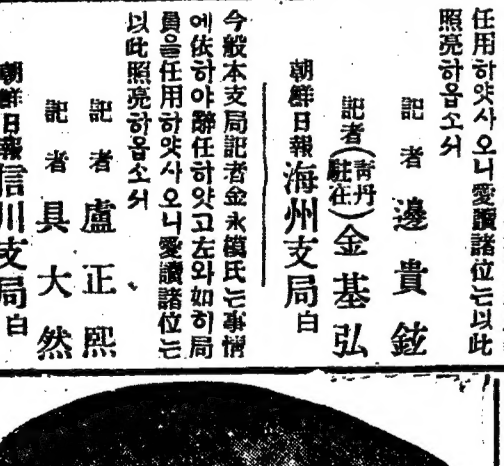 任用하얏사오니愛讀諸位는以此
照亮하옵소서
記者 邊貴鉉
記者(靑丹駐在)金基弘
朝鮮日報海州支局白
今般本支局記者金永模氏는事情
에依하야辭任하얏고左와如히局
員을任用하얏사오니愛讀諸位는
以此照亮하옵소서
記者 盧正熙
記者 具大然
朝鮮日報信川支局白